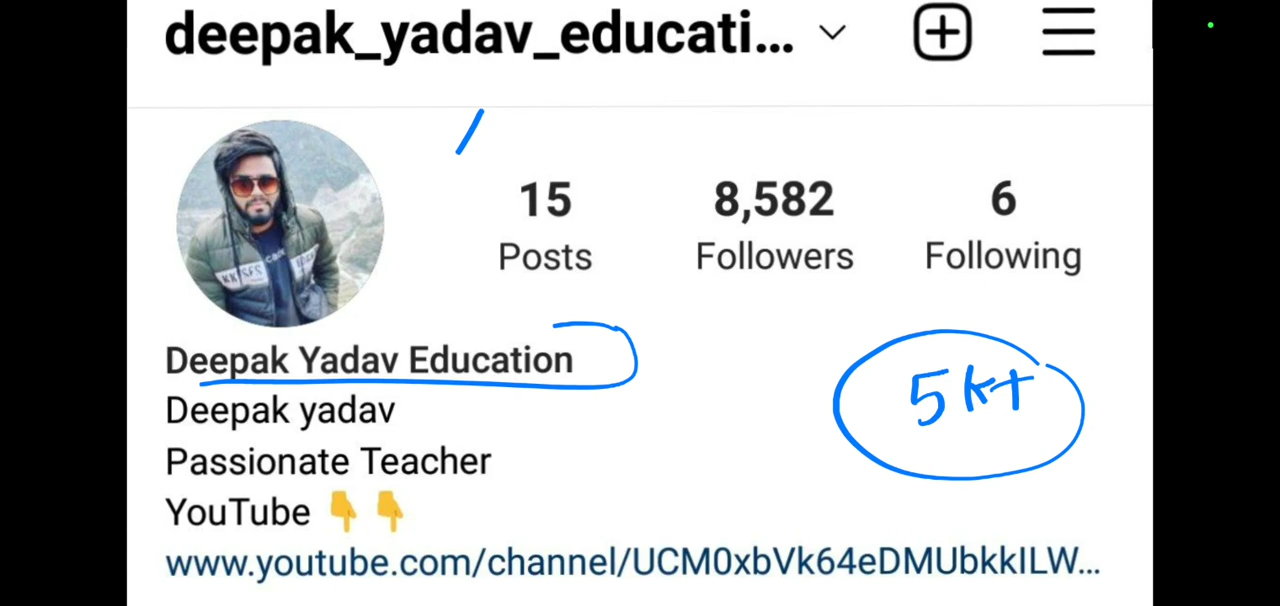 deepak_yadav_educati...
15 8,582 6
Posts Followers Following
Deepak Yadav Education
5k+
Deepak yadav
Passionate Teacher
YouTube 👇 👇
www.youtube.com/channel/UCM0xbVk64eDMUbkkILW...